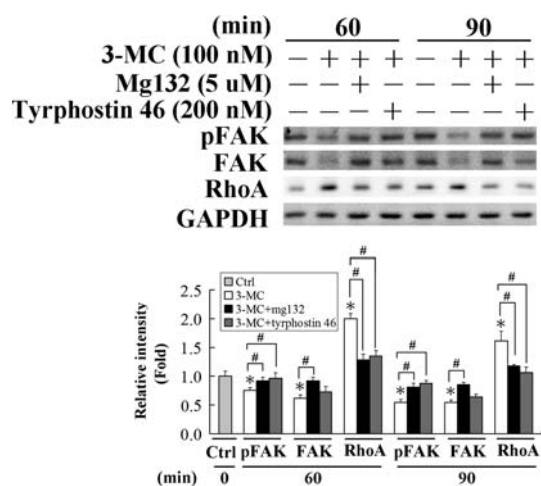 (min) 60 90
3-MC (100 nM) — + + + — + + +
Mg132 (5 uM) — — + — — — + —
Tyrphostin 46 (200 nM) — — — + — — — +
pFAK
FAK
RhoA
GAPDH
# # # # # # # # # #
* * * * * *
Ctrl
3-MC
3-MC+mg132
3-MC+tyrphostin 46
Relative intensity
(Fold)
2.5
2.0
1.5
1.0
0.5
0.0
Ctrl pFAK FAK RhoA pFAK FAK RhoA
(min) 0 60 90